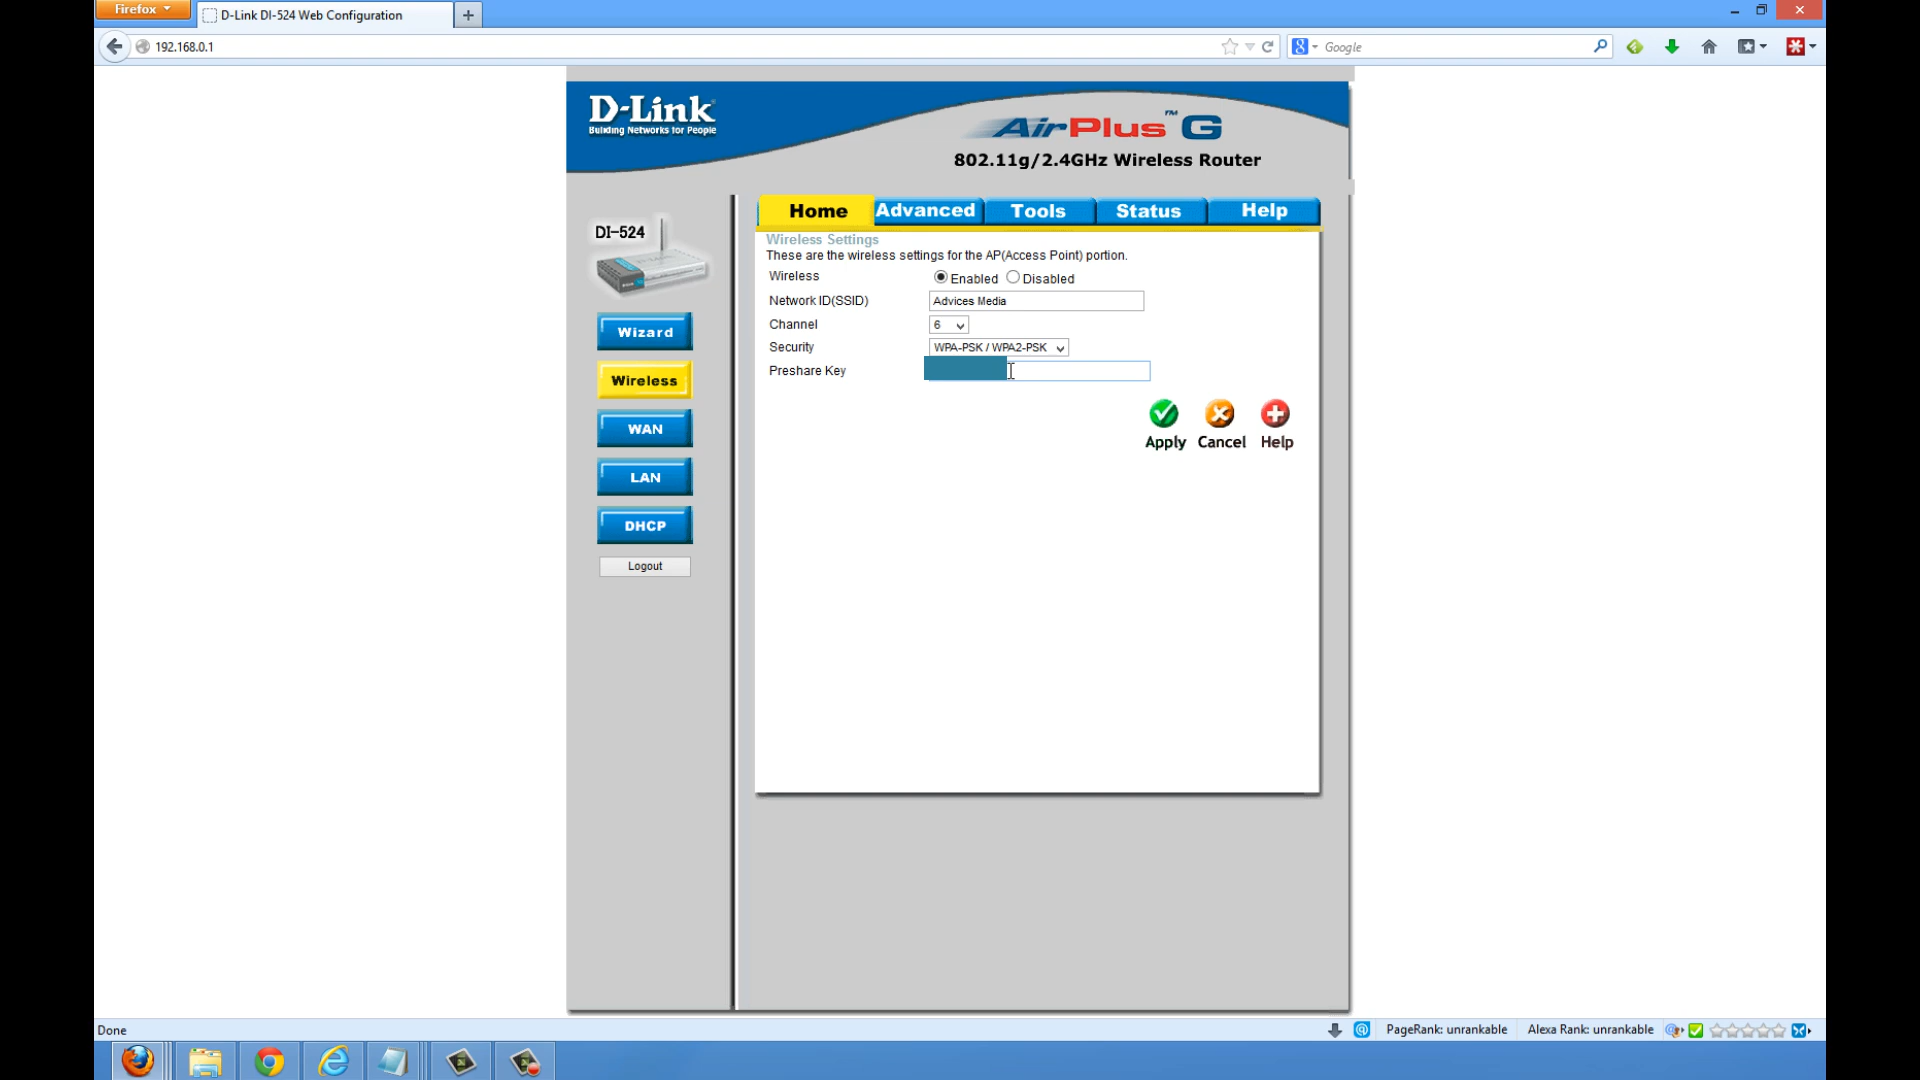 Firefox
D-Link DI-524 Web Configuration
192.168.0.1
Google
D-Link
Building Networks for People
AirPlus™ G
802.11g/2.4GHz Wireless Router
DI-524
Home Advanced Tools Status Help
Wizard
Wireless
WAN
LAN
DHCP
Logout
Wireless Settings
These are the wireless settings for the AP(Access Point) portion.
Wireless Enabled Disabled
Network ID(SSID) Advices Media
Channel 6
Security WPA-PSK / WPA2-PSK
Preshare Key
Apply Cancel Help
Done
PageRank: unrankable Alexa Rank: unrankable